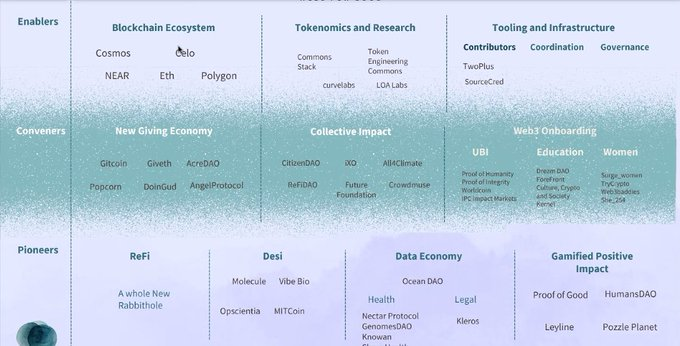 Enablers
Blockchain Ecosystem
Cosmos Celo
NEAR Eth Polygon
Tokenomics and Research
Commons
Stack
Token
Engineering
Commons
curvelabs LOA Labs
Tooling and Infrastructure
Contributors Coordination Governance
TwoPlus
SourceCred
Conveners
New Giving Economy
Gitcoin Giveth AcreDAO
Popcorn DoinGud AngelProtocol
Collective Impact
CitizenDAO iXO All4Climate
ReFiDAO Future
Foundation
Crowdmuse
Web3 Onboarding
UBI
Proof of Humanity
Proof of Integrity
Worldcoin
IPC Impact Markets
Education
Dream DAO
ForeFront
Culture, Crypto
and Society
Kernel
Women
Surge_women
TryCrypto
Web3baddies
She_256
Pioneers
ReFi
A whole New
Rabbithole
Desi
Molecule Vibe Bio
Opscientia MITCoin
Data Economy
Ocean DAO
Health
Nectar Protocol
GenomesDAO
Knowan
Legal
Kleros
Gamified Positive
Impact
Proof of Good HumansDAO
Leyline Pozzle Planet